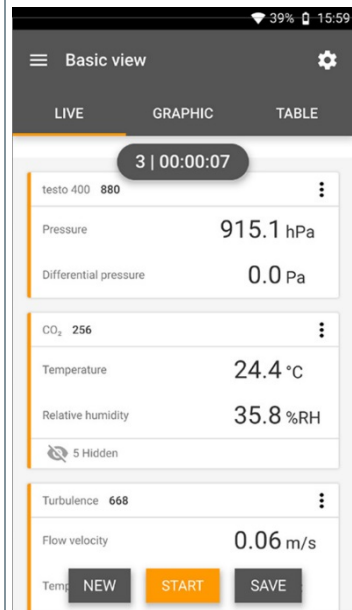 39% 15:59
Basic view
LIVE GRAPHIC TABLE
3 | 00:00:07
testo 400 880
Pressure 915.1 hPa
Differential pressure 0.0 Pa
CO₂ 256
Temperature 24.4 °C
Relative humidity 35.8 %RH
5 Hidden
Turbulence 668
Flow velocity 0.06 m/s
NEW START SAVE